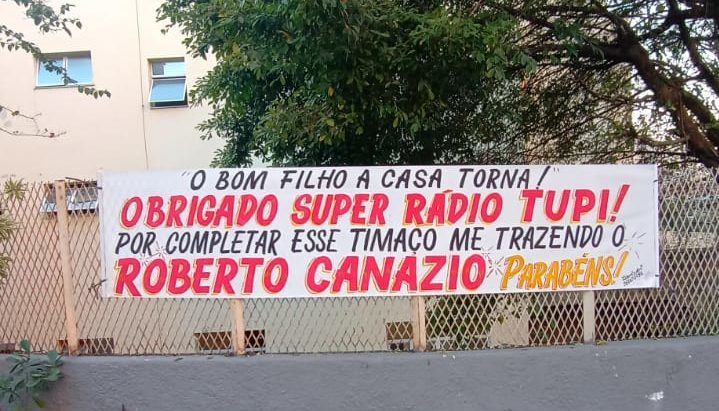 "O BOM FILHO A CASA TORNA!"
OBRIGADO SUPER RÁDIO TUPI!
POR COMPLETAR ESSE TIMAÇO ME TRAZENDO O
ROBERTO CANAZIO PARABÉNS!